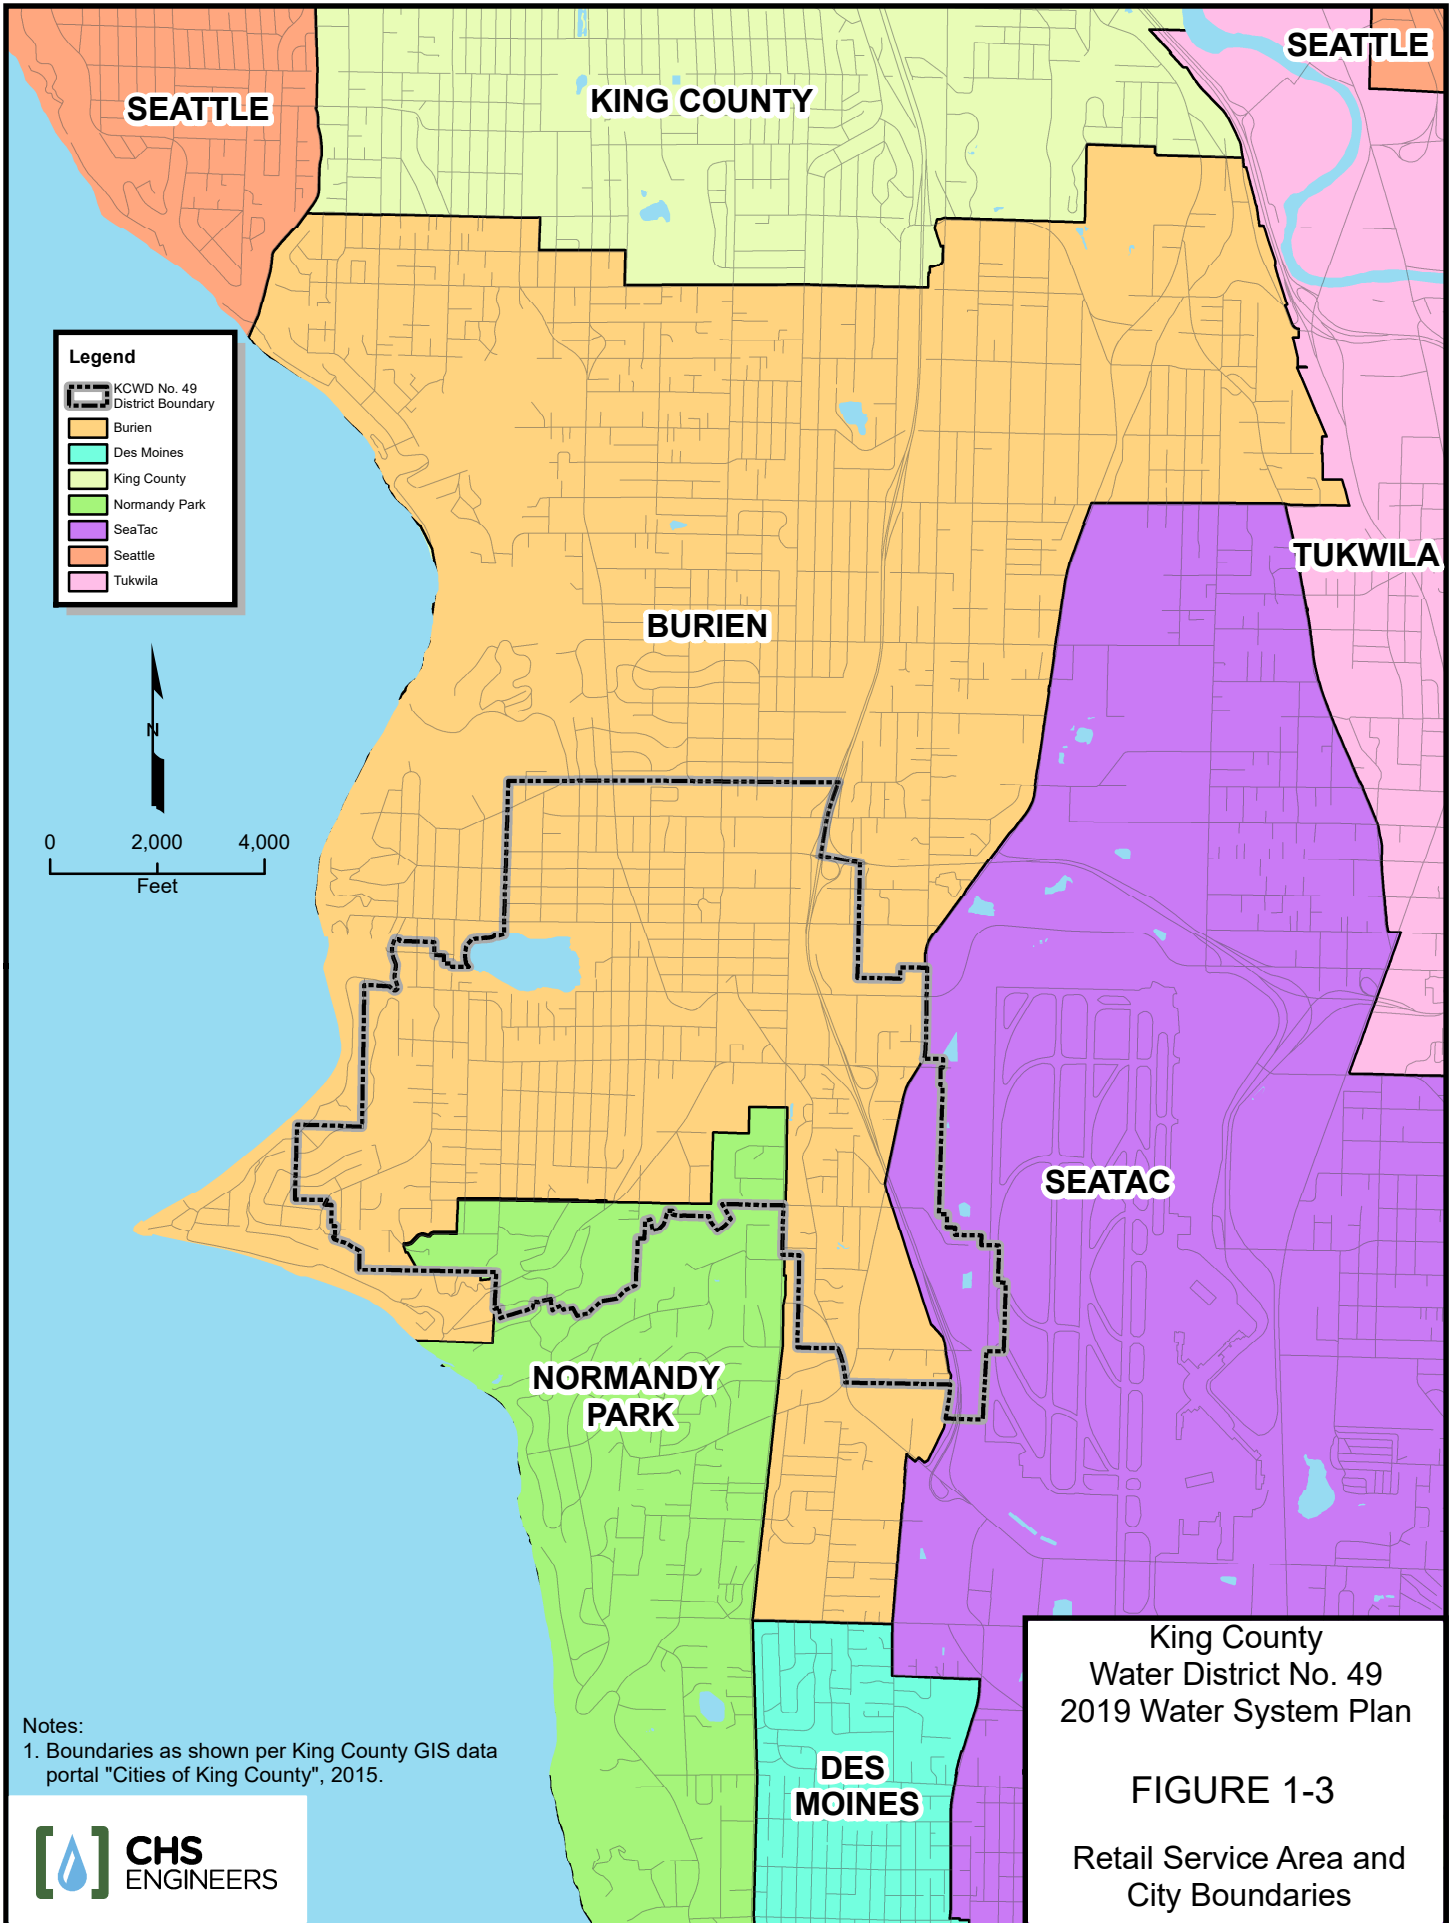 SEATTLE
KING COUNTY
SEATTLE
Legend
KCWD No. 49
District Boundary
Burien
Des Moines
King County
Normandy Park
SeaTac
Seattle
Tukwila
TUKWILA
BURIEN
N
0 2,000 4,000
Feet
SEATAC
NORMANDY
PARK
DES
MOINES
Notes:
1. Boundaries as shown per King County GIS data
portal "Cities of King County", 2015.
CHS
ENGINEERS
King County
Water District No. 49
2019 Water System Plan
FIGURE 1-3
Retail Service Area and
City Boundaries